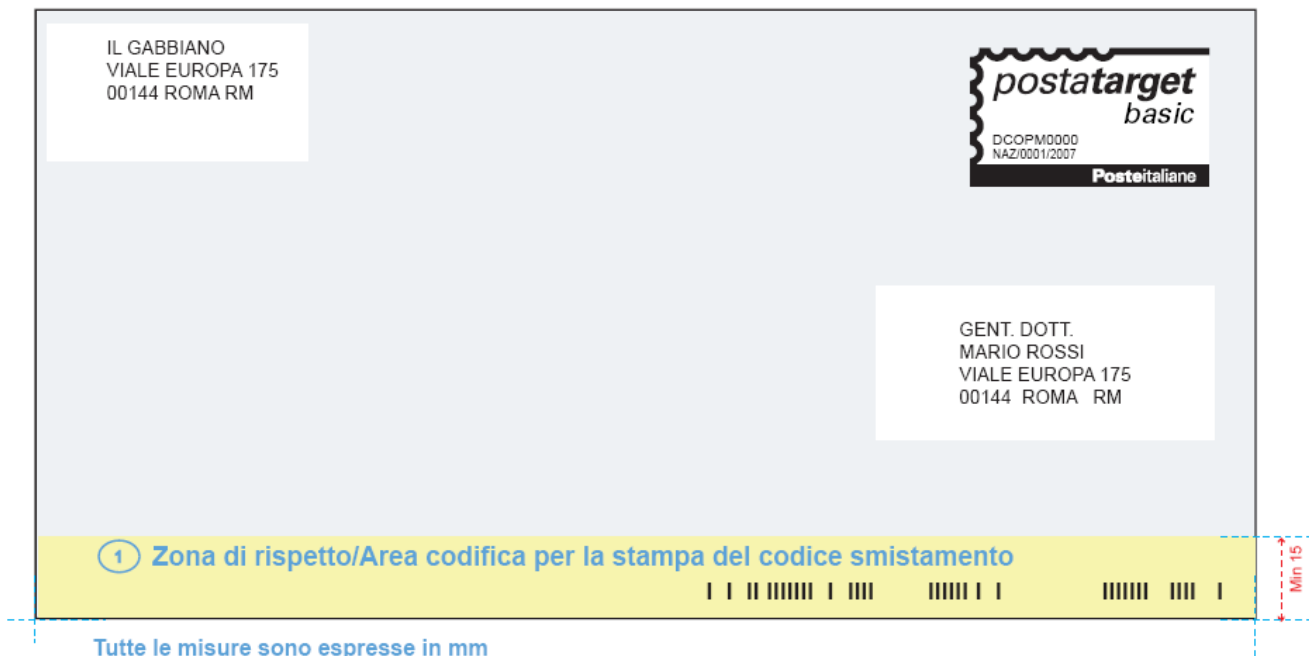 IL GABBIANO
VIALE EUROPA 175
00144 ROMA RM
postatarget
basic
DCOPM0000
NAZ/0001/2007
Posteitaliane
GENT. DOTT.
MARIO ROSSI
VIALE EUROPA 175
00144 ROMA RM
1 Zona di rispetto/Area codifica per la stampa del codice smistamento
Min 15
Tutte le misure sono espresse in mm